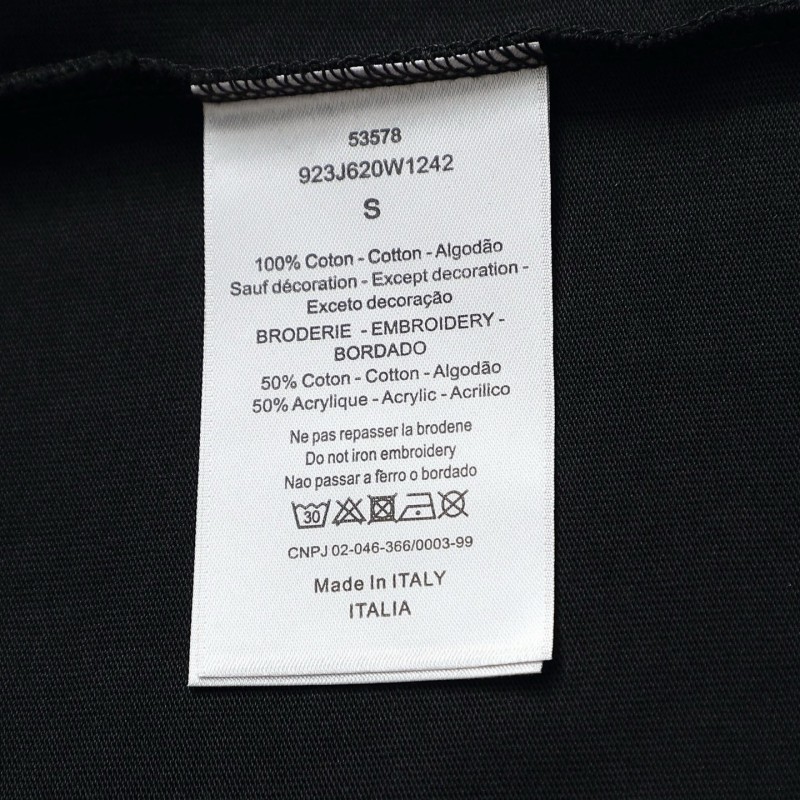 53578
923J620W1242
S
100% Coton - Cotton - Algodão
Sauf décoration - Except decoration -
Exceto decoração
BRODERIE - EMBROIDERY -
BORDADO
50% Coton - Cotton - Algodão
50% Acrylique - Acrylic - Acrilico
Ne pas repasser la brodene
Do not iron embroidery
Nao passar a ferro o bordado
30
CNPJ 02-046-366/0003-99
Made In ITALY
ITALIA